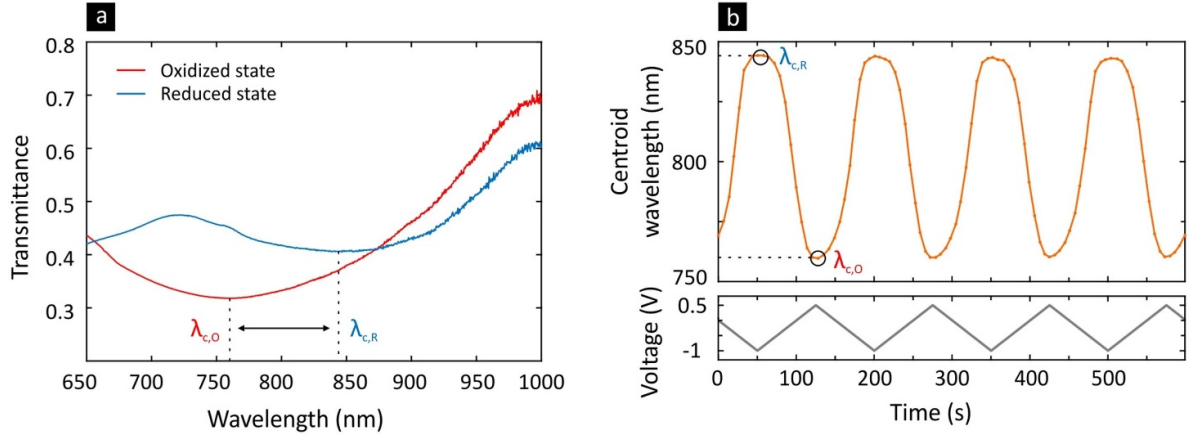 a
0.8
0.7
0.6
0.5
0.4
0.3
Transmittance
Oxidized state
Reduced state
λc,O
λc,R
650 700 750 800 850 900 950 1000
Wavelength (nm)
b
850
800
750
Centroid
wavelength (nm)
λc,R
λc,O
0.5
-1
Voltage (V)
0 100 200 300 400 500
Time (s)